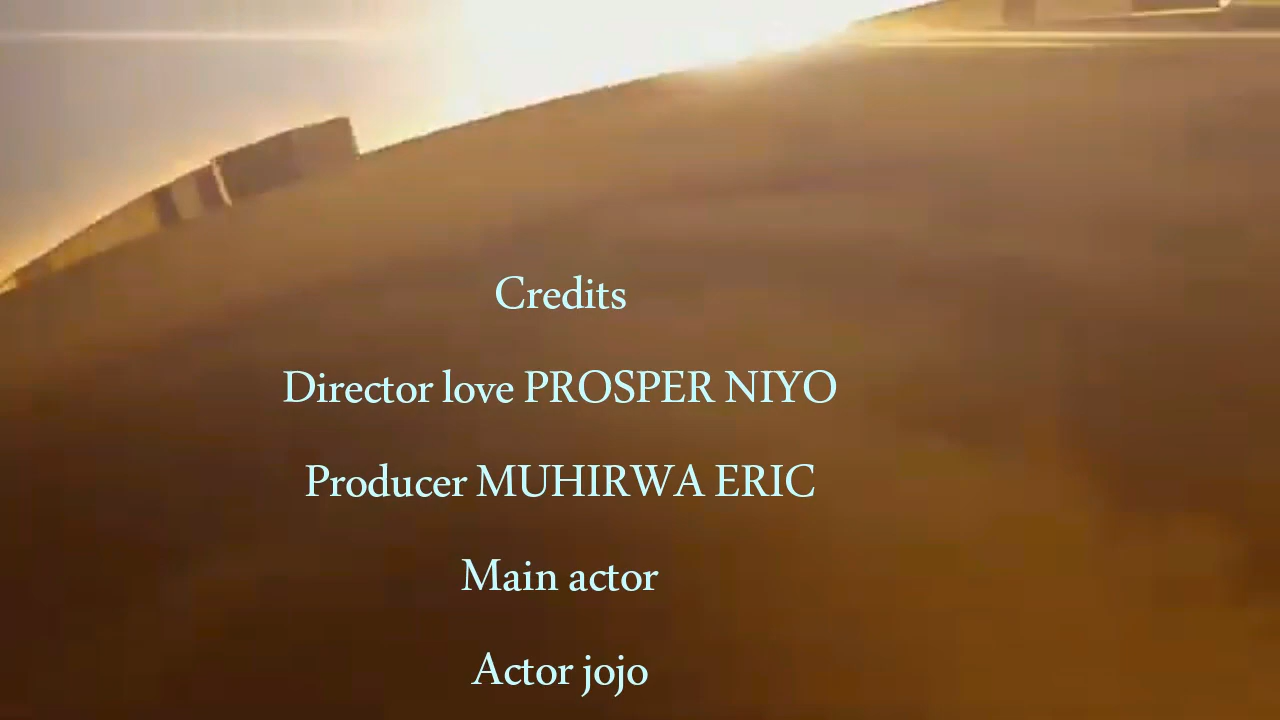 Credits
Director love PROSPER NIYO
Producer MUHIRWA ERIC
Main actor
Actor jojo